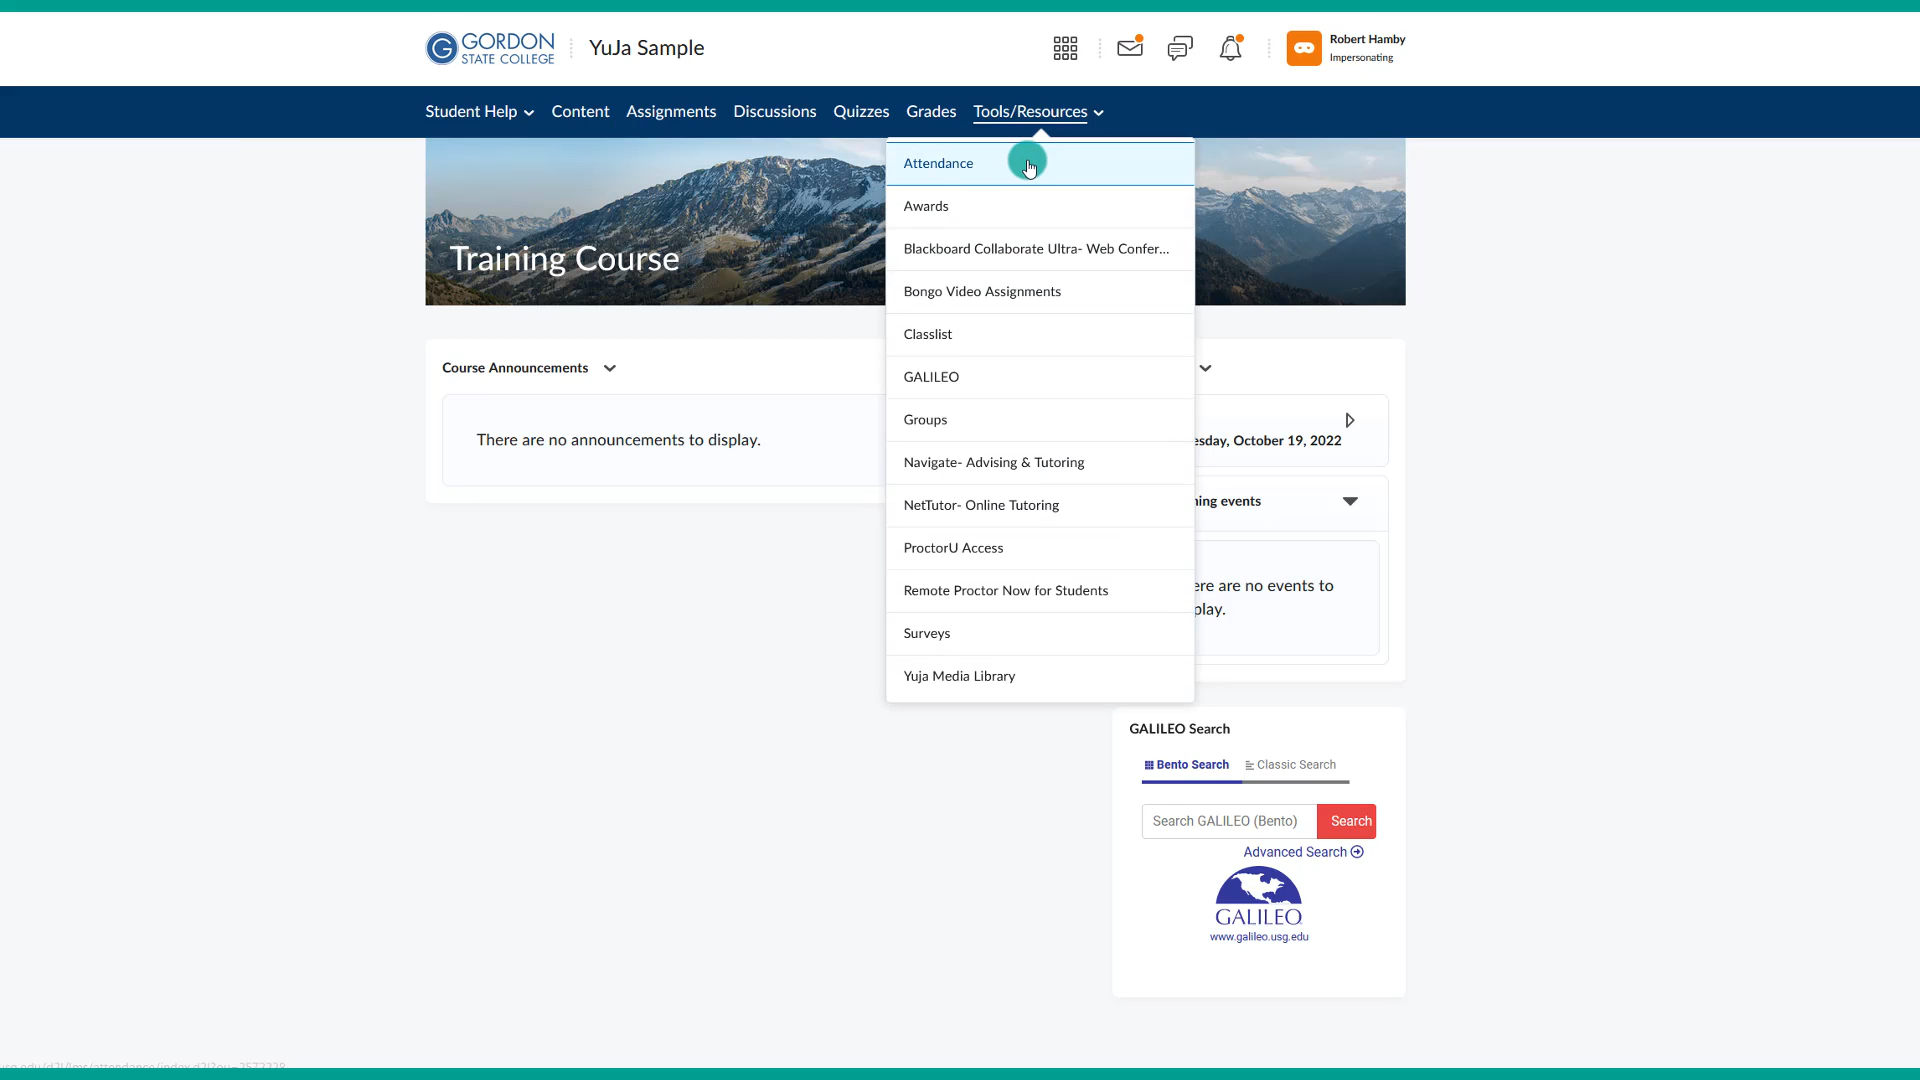 GORDON
STATE COLLEGE
YuJa Sample
Robert Hamby
Impersonating
Student Help
Content
Assignments
Discussions
Quizzes
Grades
Tools/Resources
Training Course
Attendance
Awards
Blackboard Collaborate Ultra- Web Confer...
Bongo Video Assignments
Classlist
GALILEO
Groups
Navigate- Advising & Tutoring
NetTutor- Online Tutoring
ProctorU Access
Remote Proctor Now for Students
Surveys
Yuja Media Library
Course Announcements
There are no announcements to display.
esday, October 19, 2022
ing events
ere are no events to
play.
GALILEO Search
Bento Search
Classic Search
Search GALILEO (Bento)
Search
Advanced Search
GALILEO
www.galileo.usg.edu